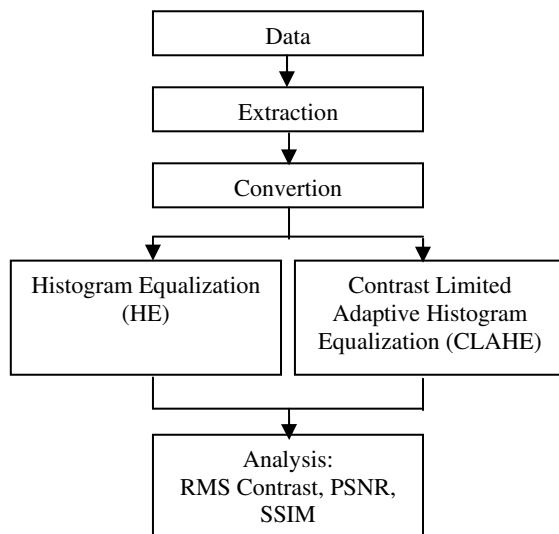 Data
Extraction
Convertion
Histogram Equalization
(HE)
Contrast Limited
Adaptive Histogram
Equalization (CLAHE)
Analysis:
RMS Contrast, PSNR,
SSIM